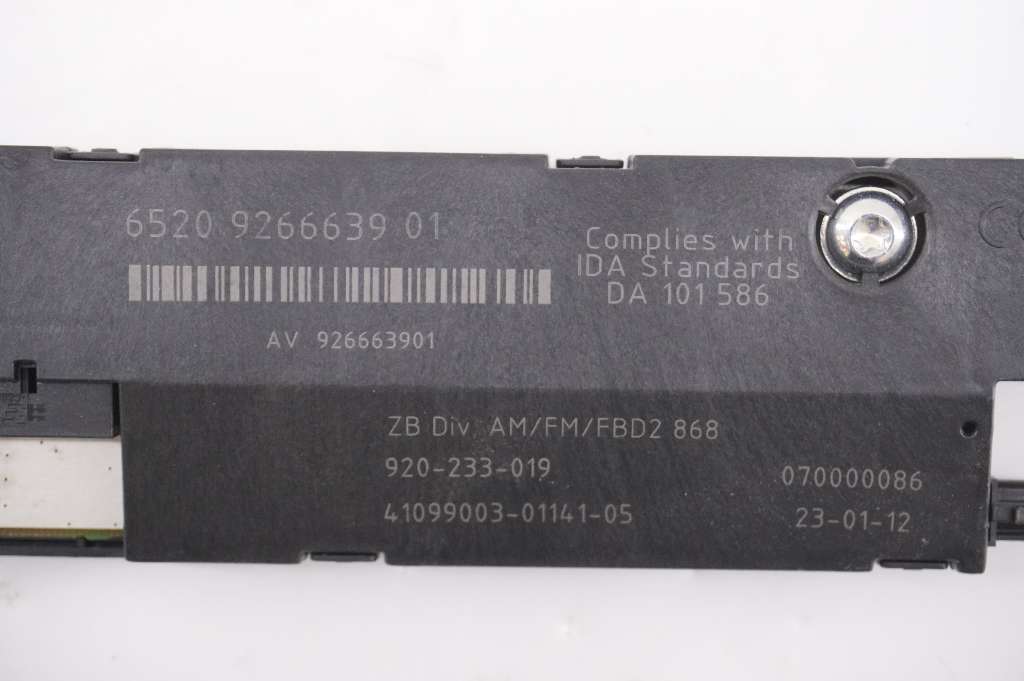 6520 9266639 01
Complies with
IDA Standards
DA 101 586
AV 926663901
ZB Div. AM/FM/FBD2 868
920-233-019
070000086
41099003-01141-05
23-01-12